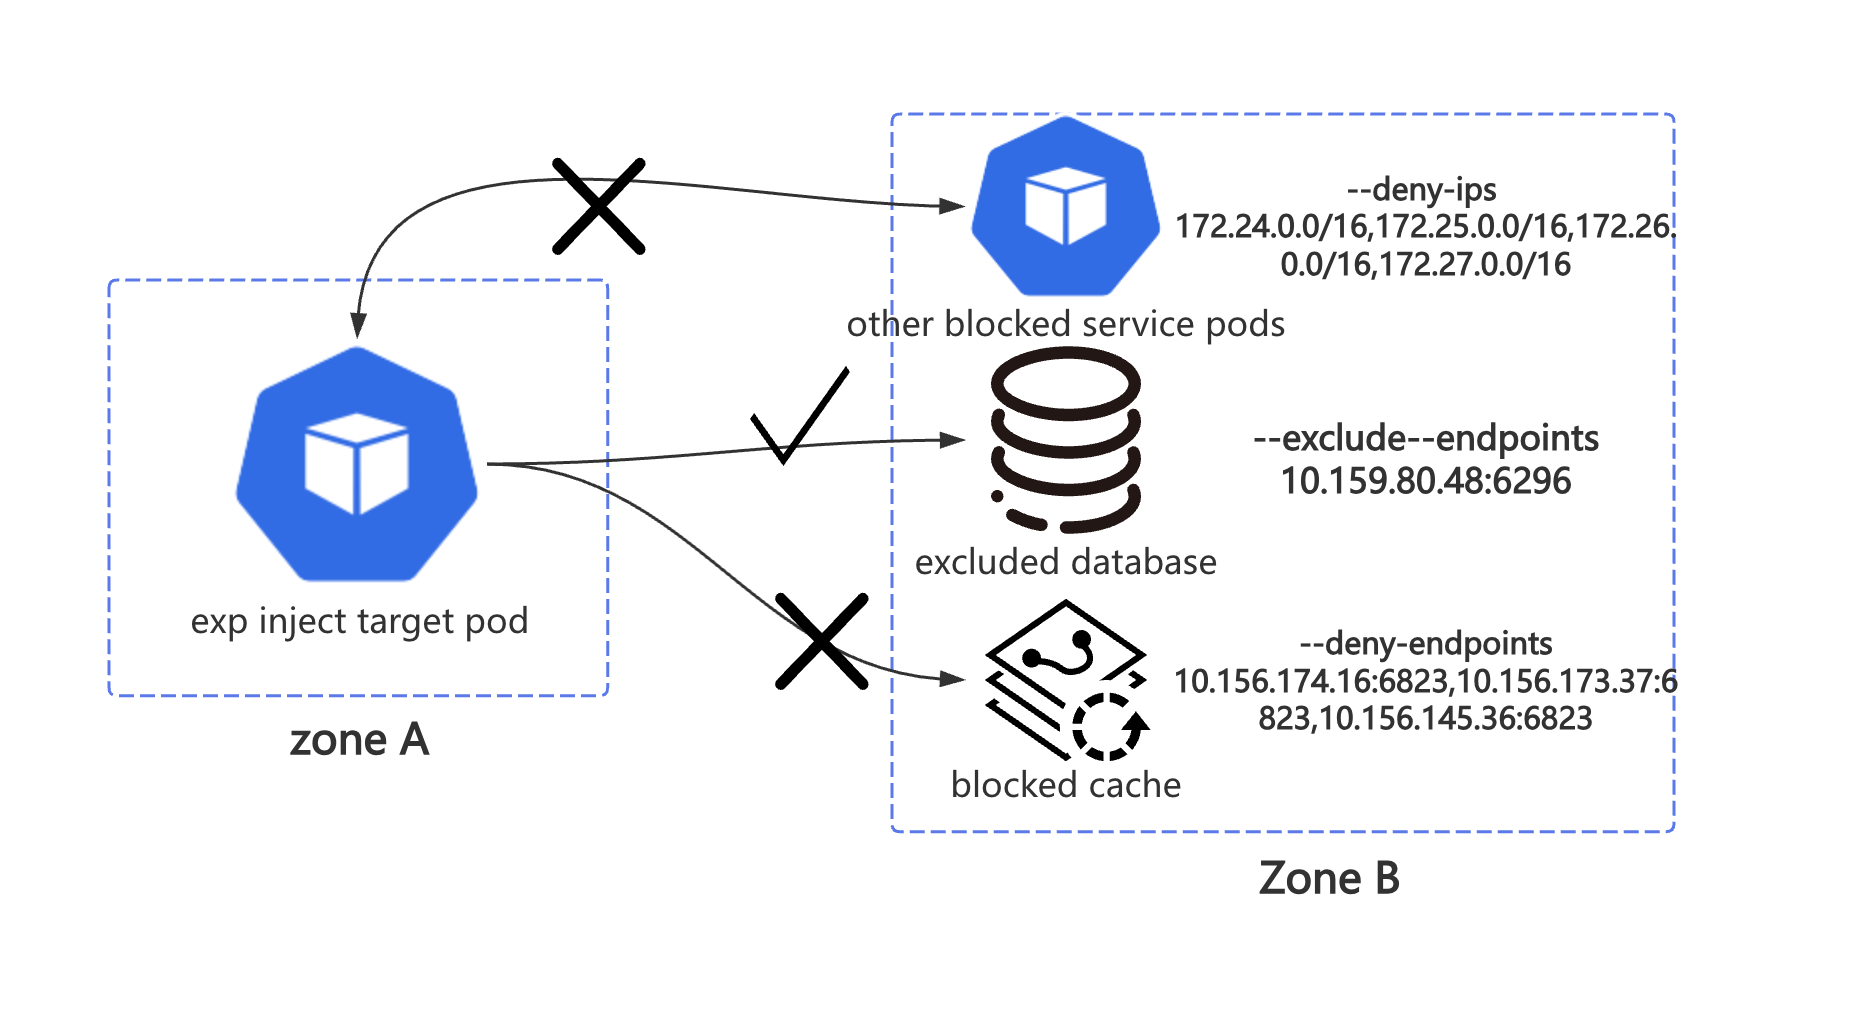 --deny-ips
172.24.0.0/16,172.25.0.0/16,172.26.
0.0/16,172.27.0.0/16
other blocked service pods
--exclude--endpoints
10.159.80.48:6296
excluded database
exp inject target pod
--deny-endpoints
10.156.174.16:6823,10.156.173.37:6
823,10.156.145.36:6823
zone A
blocked cache
Zone B